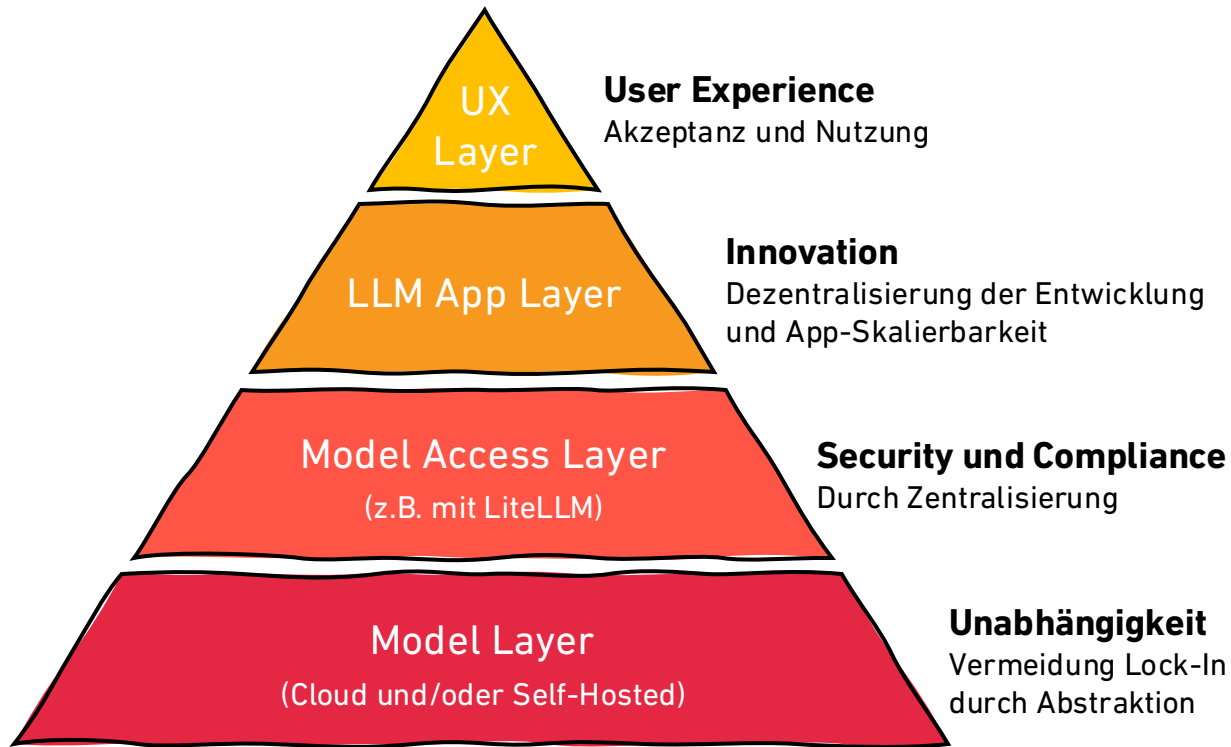 UX
Layer
User Experience
Akzeptanz und Nutzung
LLM App Layer
Innovation
Dezentralisierung der Entwicklung
und App-Skalierbarkeit
Model Access Layer
(z.B. mit LiteLLM)
Security und Compliance
Durch Zentralisierung
Model Layer
(Cloud und/oder Self-Hosted)
Unabhängigkeit
Vermeidung Lock-In
durch Abstraktion